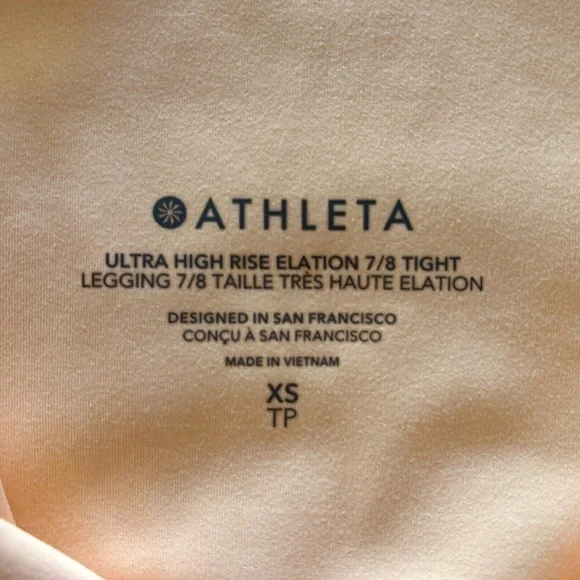 ATHLETA
ULTRA HIGH RISE ELATION 7/8 TIGHT
LEGGING 7/8 TAILLE TRÈS HAUTE ELATION
DESIGNED IN SAN FRANCISCO
CONÇU À SAN FRANCISCO
MADE IN VIETNAM
XS
TP